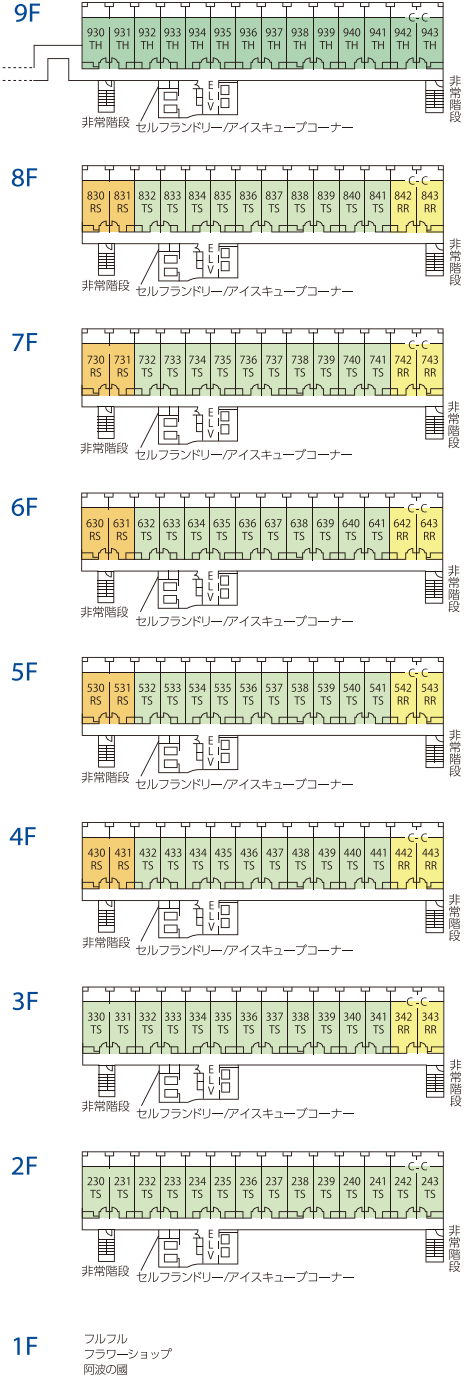 9F
C-C
930 931 932 933 934 935 936 937 938 939 940 941 942 943
TH TH TH TH TH TH TH TH TH TH TH TH TH TH
非常階段
ELV
セルフランドリー/アイスキューブコーナー
非常階段
8F
C-C
830 831 832 833 834 835 836 837 838 839 840 841 842 843
RS RS TS TS TS TS TS TS TS TS TS TS RR RR
非常階段
ELV
セルフランドリー/アイスキューブコーナー
非常階段
7F
C-C
730 731 732 733 734 735 736 737 738 739 740 741 742 743
RS RS TS TS TS TS TS TS TS TS TS TS RR RR
非常階段
ELV
セルフランドリー/アイスキューブコーナー
非常階段
6F
C-C
630 631 632 633 634 635 636 637 638 639 640 641 642 643
RS RS TS TS TS TS TS TS TS TS TS TS RR RR
非常階段
ELV
セルフランドリー/アイスキューブコーナー
非常階段
5F
C-C
530 531 532 533 534 535 536 537 538 539 540 541 542 543
RS RS TS TS TS TS TS TS TS TS TS TS RR RR
非常階段
ELV
セルフランドリー/アイスキューブコーナー
非常階段
4F
C-C
430 431 432 433 434 435 436 437 438 439 440 441 442 443
RS RS TS TS TS TS TS TS TS TS TS TS RR RR
非常階段
ELV
セルフランドリー/アイスキューブコーナー
非常階段
3F
C-C
330 331 332 333 334 335 336 337 338 339 340 341 342 343
TS TS TS TS TS TS TS TS TS TS TS TS RR RR
非常階段
ELV
セルフランドリー/アイスキューブコーナー
非常階段
2F
C-C
230 231 232 233 234 235 236 237 238 239 240 241 242 243
TS TS TS TS TS TS TS TS TS TS TS TS TS TS
非常階段
ELV
セルフランドリー/アイスキューブコーナー
非常階段
1F
フルフル
フラワーショップ
阿波の國